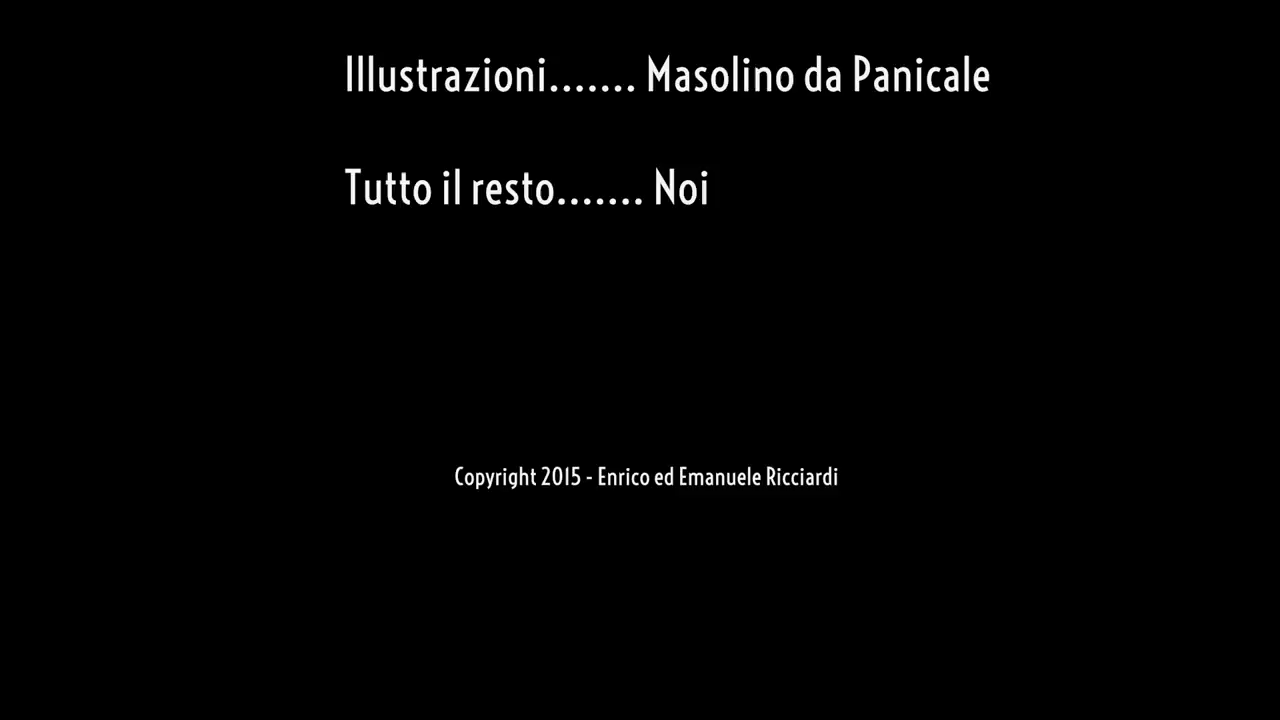 Illustrazioni....... Masolino da Panicale
Tutto il resto....... Noi
Copyright 2015 - Enrico ed Emanuele Ricciardi